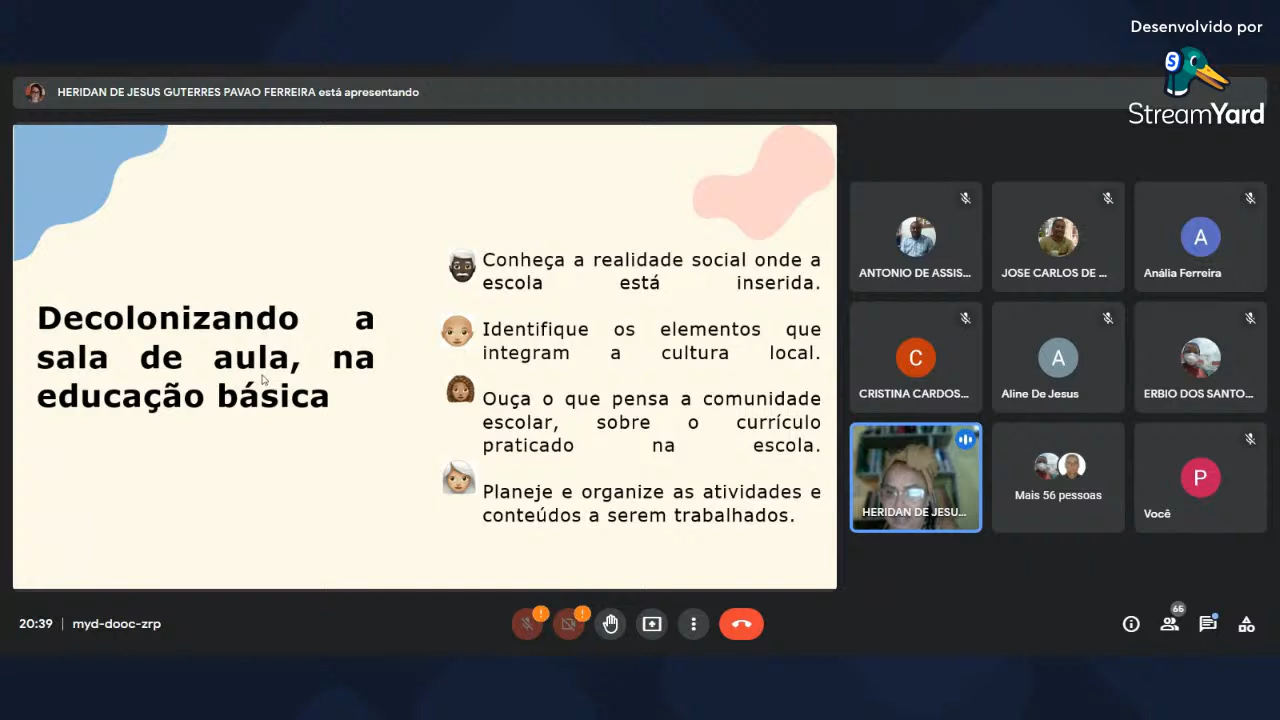 Desenvolvido por
StreamYard
HERIDAN DE JESUS GUTERRES PAVAO FERREIRA está apresentando
Decolonizando a
sala de aula, na
educação básica
Conheça a realidade social onde a
escola está inserida.
Identifique os elementos que
integram a cultura local.
Ouça o que pensa a comunidade
escolar, sobre o currículo
praticado na escola.
Planeje e organize as atividades e
conteúdos a serem trabalhados.
ANTONIO DE ASSIS...
JOSE CARLOS DE ...
A
Anália Ferreira
C
CRISTINA CARDOS...
A
Aline De Jesus
ERBIO DOS SANTO...
HERIDAN DE JESU...
Mais 56 pessoas
P
Você
20:39 | myd-dooc-zrp
65